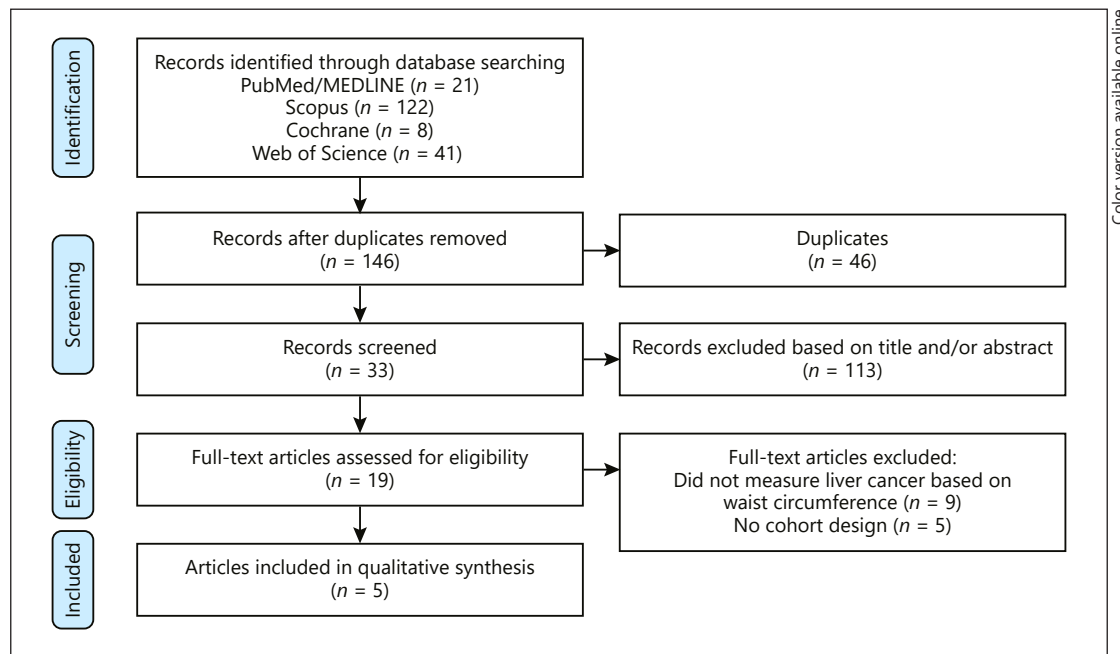 Identification
Records identified through database searching
PubMed/MEDLINE (n = 21)
Scopus (n = 122)
Cochrane (n = 8)
Web of Science (n = 41)
Screening
Records after duplicates removed
(n = 146)
Duplicates
(n = 46)
Records screened
(n = 33)
Records excluded based on title and/or abstract
(n = 113)
Eligibility
Full-text articles assessed for eligibility
(n = 19)
Full-text articles excluded:
Did not measure liver cancer based on
waist circumference (n = 9)
No cohort design (n = 5)
Included
Articles included in qualitative synthesis
(n = 5)
Color version available online